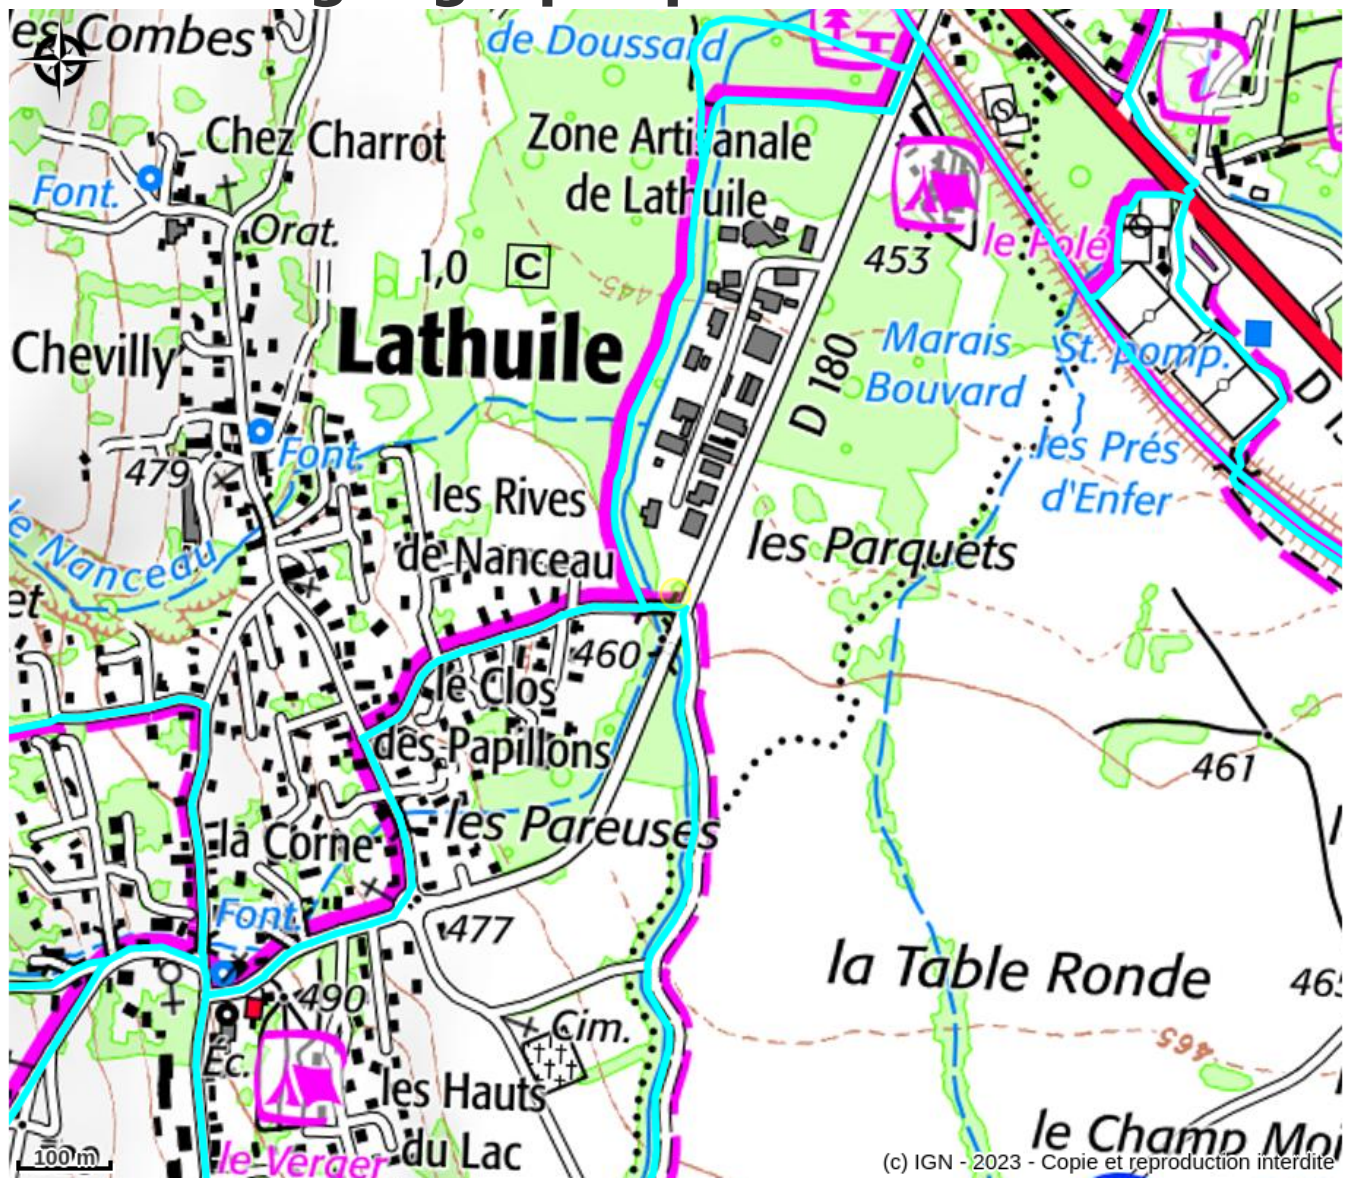 es Combes
de Doussard
Chez Charrot
Zone Artisanale
de Lathuile
Font.
Orat.
1,0
C
445
453
le Polé
Lathuile
Chevilly
D 180
Marais
Bouvard
St. pomp.
Font.
479
les Rives
de Nanceau
les Prés
d'Enfer
le Nanceau
les Parquets
et
460
le Clos
des Papillons
461
la Corne
les Pareuses
Font.
477
la Table Ronde
490
Cim.
465
Éc.
les Hauts
du Lac
le Verger
le Champ Moi
100 m
(c) IGN - 2023 - Copie et reproduction interdite